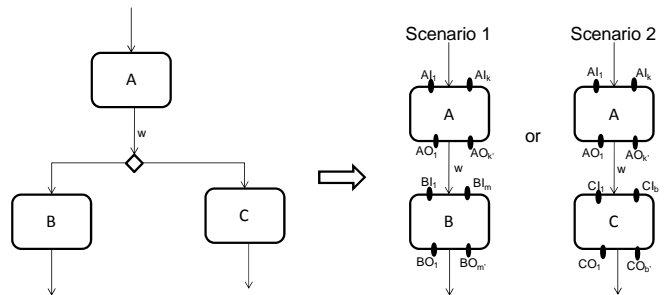 Scenario 1 Scenario 2
AI1 AIk AI1 AIk
A A A
AO1 AOk' or AO1 AOk'
w w w
BI1 BIm CI1 CIb
B C B C
BO1 BOm' CO1 COb'